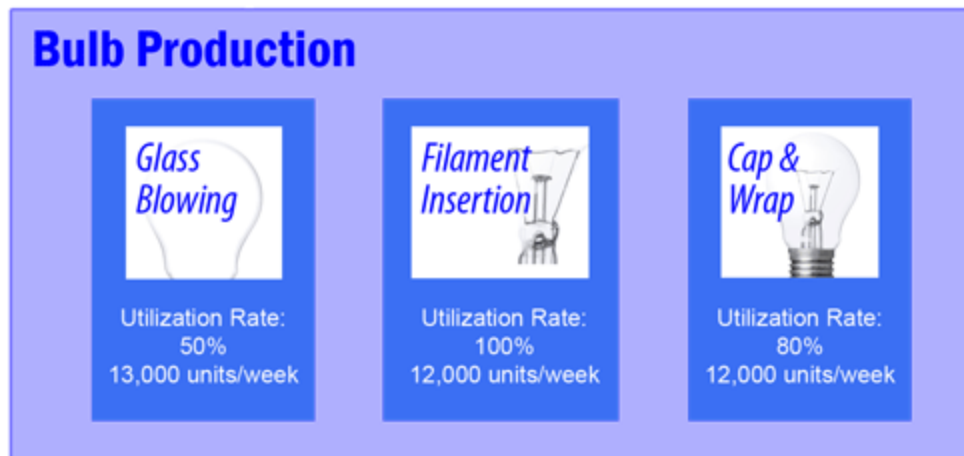 Bulb Production
Glass
Blowing
Utilization Rate:
50%
13,000 units/week
Filament
Insertion
Utilization Rate:
100%
12,000 units/week
Cap &
Wrap
Utilization Rate:
80%
12,000 units/week